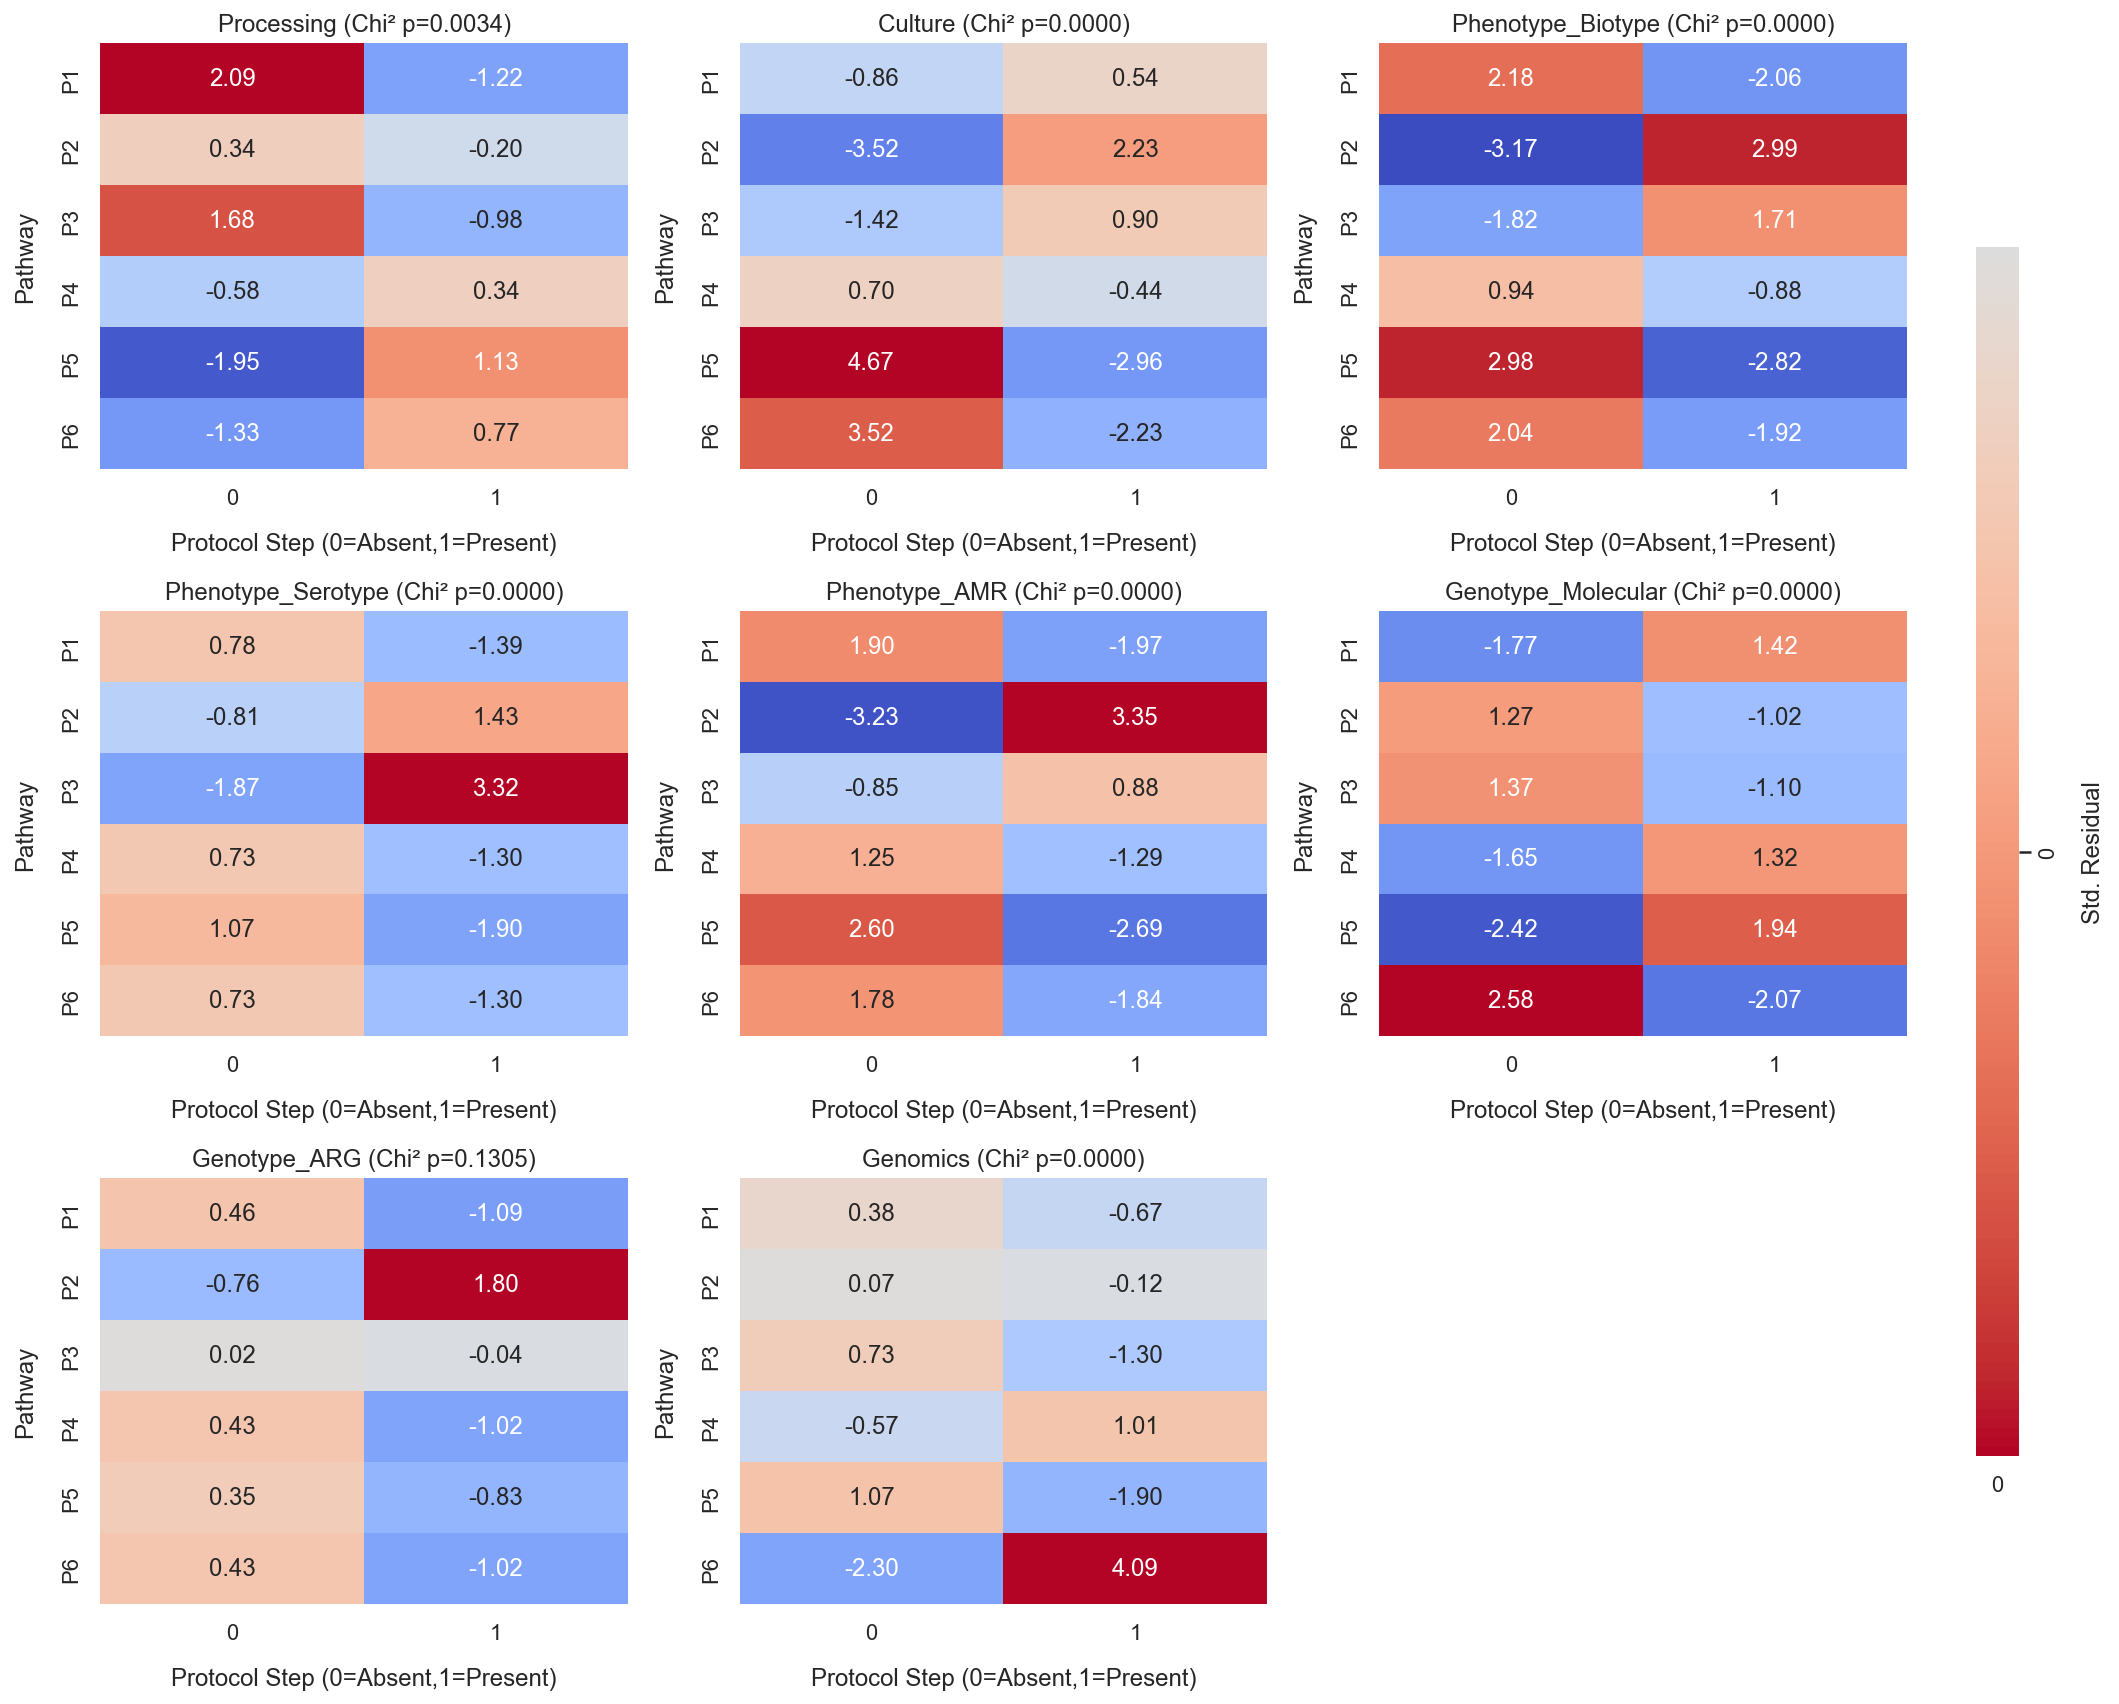 Processing (Chi² p=0.0034)
Pathway
P1 2.09 -1.22
P2 0.34 -0.20
P3 1.68 -0.98
P4 -0.58 0.34
P5 -1.95 1.13
P6 -1.33 0.77
0 1
Protocol Step (0=Absent,1=Present)
Culture (Chi² p=0.0000)
Pathway
P1 -0.86 0.54
P2 -3.52 2.23
P3 -1.42 0.90
P4 0.70 -0.44
P5 4.67 -2.96
P6 3.52 -2.23
0 1
Protocol Step (0=Absent,1=Present)
Phenotype_Biotype (Chi² p=0.0000)
Pathway
P1 2.18 -2.06
P2 -3.17 2.99
P3 -1.82 1.71
P4 0.94 -0.88
P5 2.98 -2.82
P6 2.04 -1.92
0 1
Protocol Step (0=Absent,1=Present)
Phenotype_Serotype (Chi² p=0.0000)
Pathway
P1 0.78 -1.39
P2 -0.81 1.43
P3 -1.87 3.32
P4 0.73 -1.30
P5 1.07 -1.90
P6 0.73 -1.30
0 1
Protocol Step (0=Absent,1=Present)
Phenotype_AMR (Chi² p=0.0000)
Pathway
P1 1.90 -1.97
P2 -3.23 3.35
P3 -0.85 0.88
P4 1.25 -1.29
P5 2.60 -2.69
P6 1.78 -1.84
0 1
Protocol Step (0=Absent,1=Present)
Genotype_Molecular (Chi² p=0.0000)
Pathway
P1 -1.77 1.42
P2 1.27 -1.02
P3 1.37 -1.10
P4 -1.65 1.32
P5 -2.42 1.94
P6 2.58 -2.07
0 1
Protocol Step (0=Absent,1=Present)
Genotype_ARG (Chi² p=0.1305)
Pathway
P1 0.46 -1.09
P2 -0.76 1.80
P3 0.02 -0.04
P4 0.43 -1.02
P5 0.35 -0.83
P6 0.43 -1.02
0 1
Protocol Step (0=Absent,1=Present)
Genomics (Chi² p=0.0000)
Pathway
P1 0.38 -0.67
P2 0.07 -0.12
P3 0.73 -1.30
P4 -0.57 1.01
P5 1.07 -1.90
P6 -2.30 4.09
0 1
Protocol Step (0=Absent,1=Present)
0
Std. Residual
0